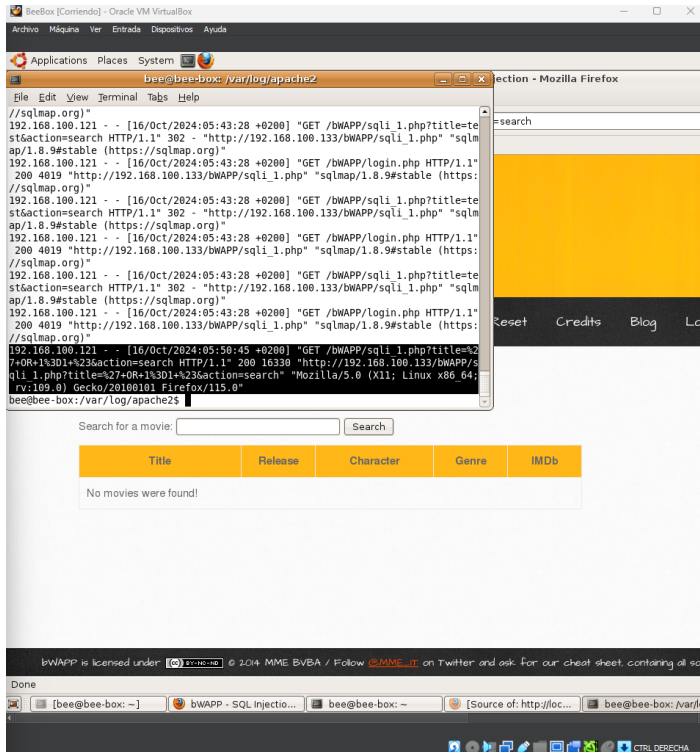 BeeBox [Corriendo] - Oracle VM VirtualBox
Archivo Máquina Ver Entrada Dispositivos Ayuda
Applications Places System
bee@bee-box: /var/log/apache2
jection - Mozilla Firefox
File Edit View Terminal Tabs Help
=search
//sqlmap.org)"
192.168.100.121 - - [16/Oct/2024:05:43:28 +0200] "GET /bWAPP/sqli_1.php?title=te
st&action=search HTTP/1.1" 302 - "http://192.168.100.133/bWAPP/sqli_1.php" "sqlm
ap/1.8.9#stable (https://sqlmap.org)"
192.168.100.121 - - [16/Oct/2024:05:43:28 +0200] "GET /bWAPP/login.php HTTP/1.1"
200 4019 "http://192.168.100.133/bWAPP/sqli_1.php" "sqlmap/1.8.9#stable (https:
//sqlmap.org)"
192.168.100.121 - - [16/Oct/2024:05:43:28 +0200] "GET /bWAPP/sqli_1.php?title=te
st&action=search HTTP/1.1" 302 - "http://192.168.100.133/bWAPP/sqli_1.php" "sqlm
ap/1.8.9#stable (https://sqlmap.org)"
192.168.100.121 - - [16/Oct/2024:05:43:28 +0200] "GET /bWAPP/login.php HTTP/1.1"
200 4019 "http://192.168.100.133/bWAPP/sqli_1.php" "sqlmap/1.8.9#stable (https:
//sqlmap.org)"
192.168.100.121 - - [16/Oct/2024:05:43:28 +0200] "GET /bWAPP/sqli_1.php?title=te
st&action=search HTTP/1.1" 302 - "http://192.168.100.133/bWAPP/sqli_1.php" "sqlm
ap/1.8.9#stable (https://sqlmap.org)"
192.168.100.121 - - [16/Oct/2024:05:43:28 +0200] "GET /bWAPP/login.php HTTP/1.1"
200 4019 "http://192.168.100.133/bWAPP/sqli_1.php" "sqlmap/1.8.9#stable (https:
//sqlmap.org)"
192.168.100.121 - - [16/Oct/2024:05:50:45 +0200] "GET /bWAPP/sqli_1.php?title=%2
7+OR+1%3D1+%23&action=search HTTP/1.1" 200 16330 "http://192.168.100.133/bWAPP/s
qli_1.php?title=%27+OR+1%3D1+%23&action=search" "Mozilla/5.0 (X11; Linux x86_64;
rv:109.0) Gecko/20100101 Firefox/115.0"
bee@bee-box:/var/log/apache2$
Reset Credits Blog Lo
Search for a movie: Search
Title Release Character Genre IMDb
No movies were found!
bWAPP is licensed under (cc) BY-NC-ND © 2014 MME BVBA / Follow @MME_IT on Twitter and ask for our cheat sheet, containing all so
Done
[bee@bee-box: ~] bWAPP - SQL Injectio... bee@bee-box: ~ [Source of: http://loc... bee@bee-box: /var/l
CTRL DERECHA